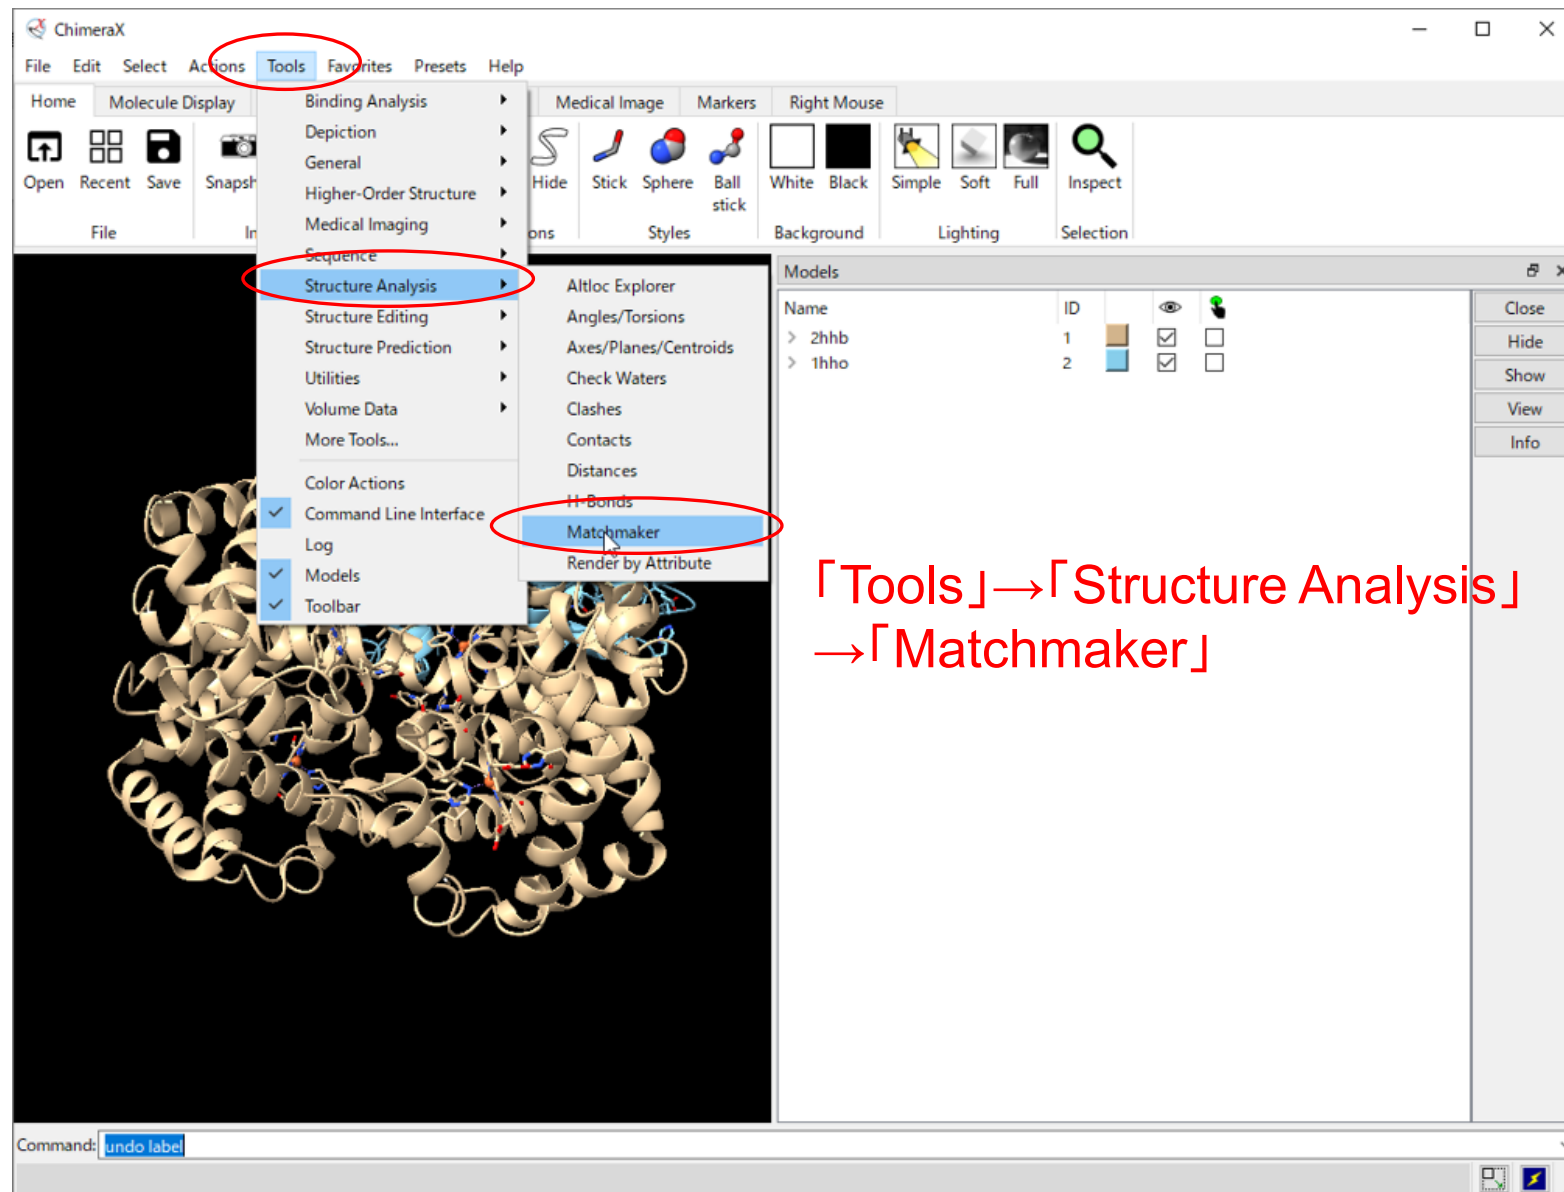 ChimeraX
File Edit Select Actions Tools Favorites Presets Help
Home Molecule Display Medical Image Markers Right Mouse
Open Recent Save Hide Stick Sphere Ball stick White Black Simple Soft Full Inspect
File Styles Background Lighting Selection
Binding Analysis
Depiction
General
Higher-Order Structure
Medical Imaging
Sequence
Structure Analysis
Structure Editing
Structure Prediction
Utilities
Volume Data
More Tools...
Color Actions
Command Line Interface
Log
Models
Toolbar
Altloc Explorer
Angles/Torsions
Axes/Planes/Centroids
Check Waters
Clashes
Contacts
Distances
H-Bonds
Matchmaker
Render by Attribute
Models
Name ID
2hhb 1
1hho 2
Close
Hide
Show
View
Info
「Tools」→「Structure Analysis」
→「Matchmaker」
Command: undo label